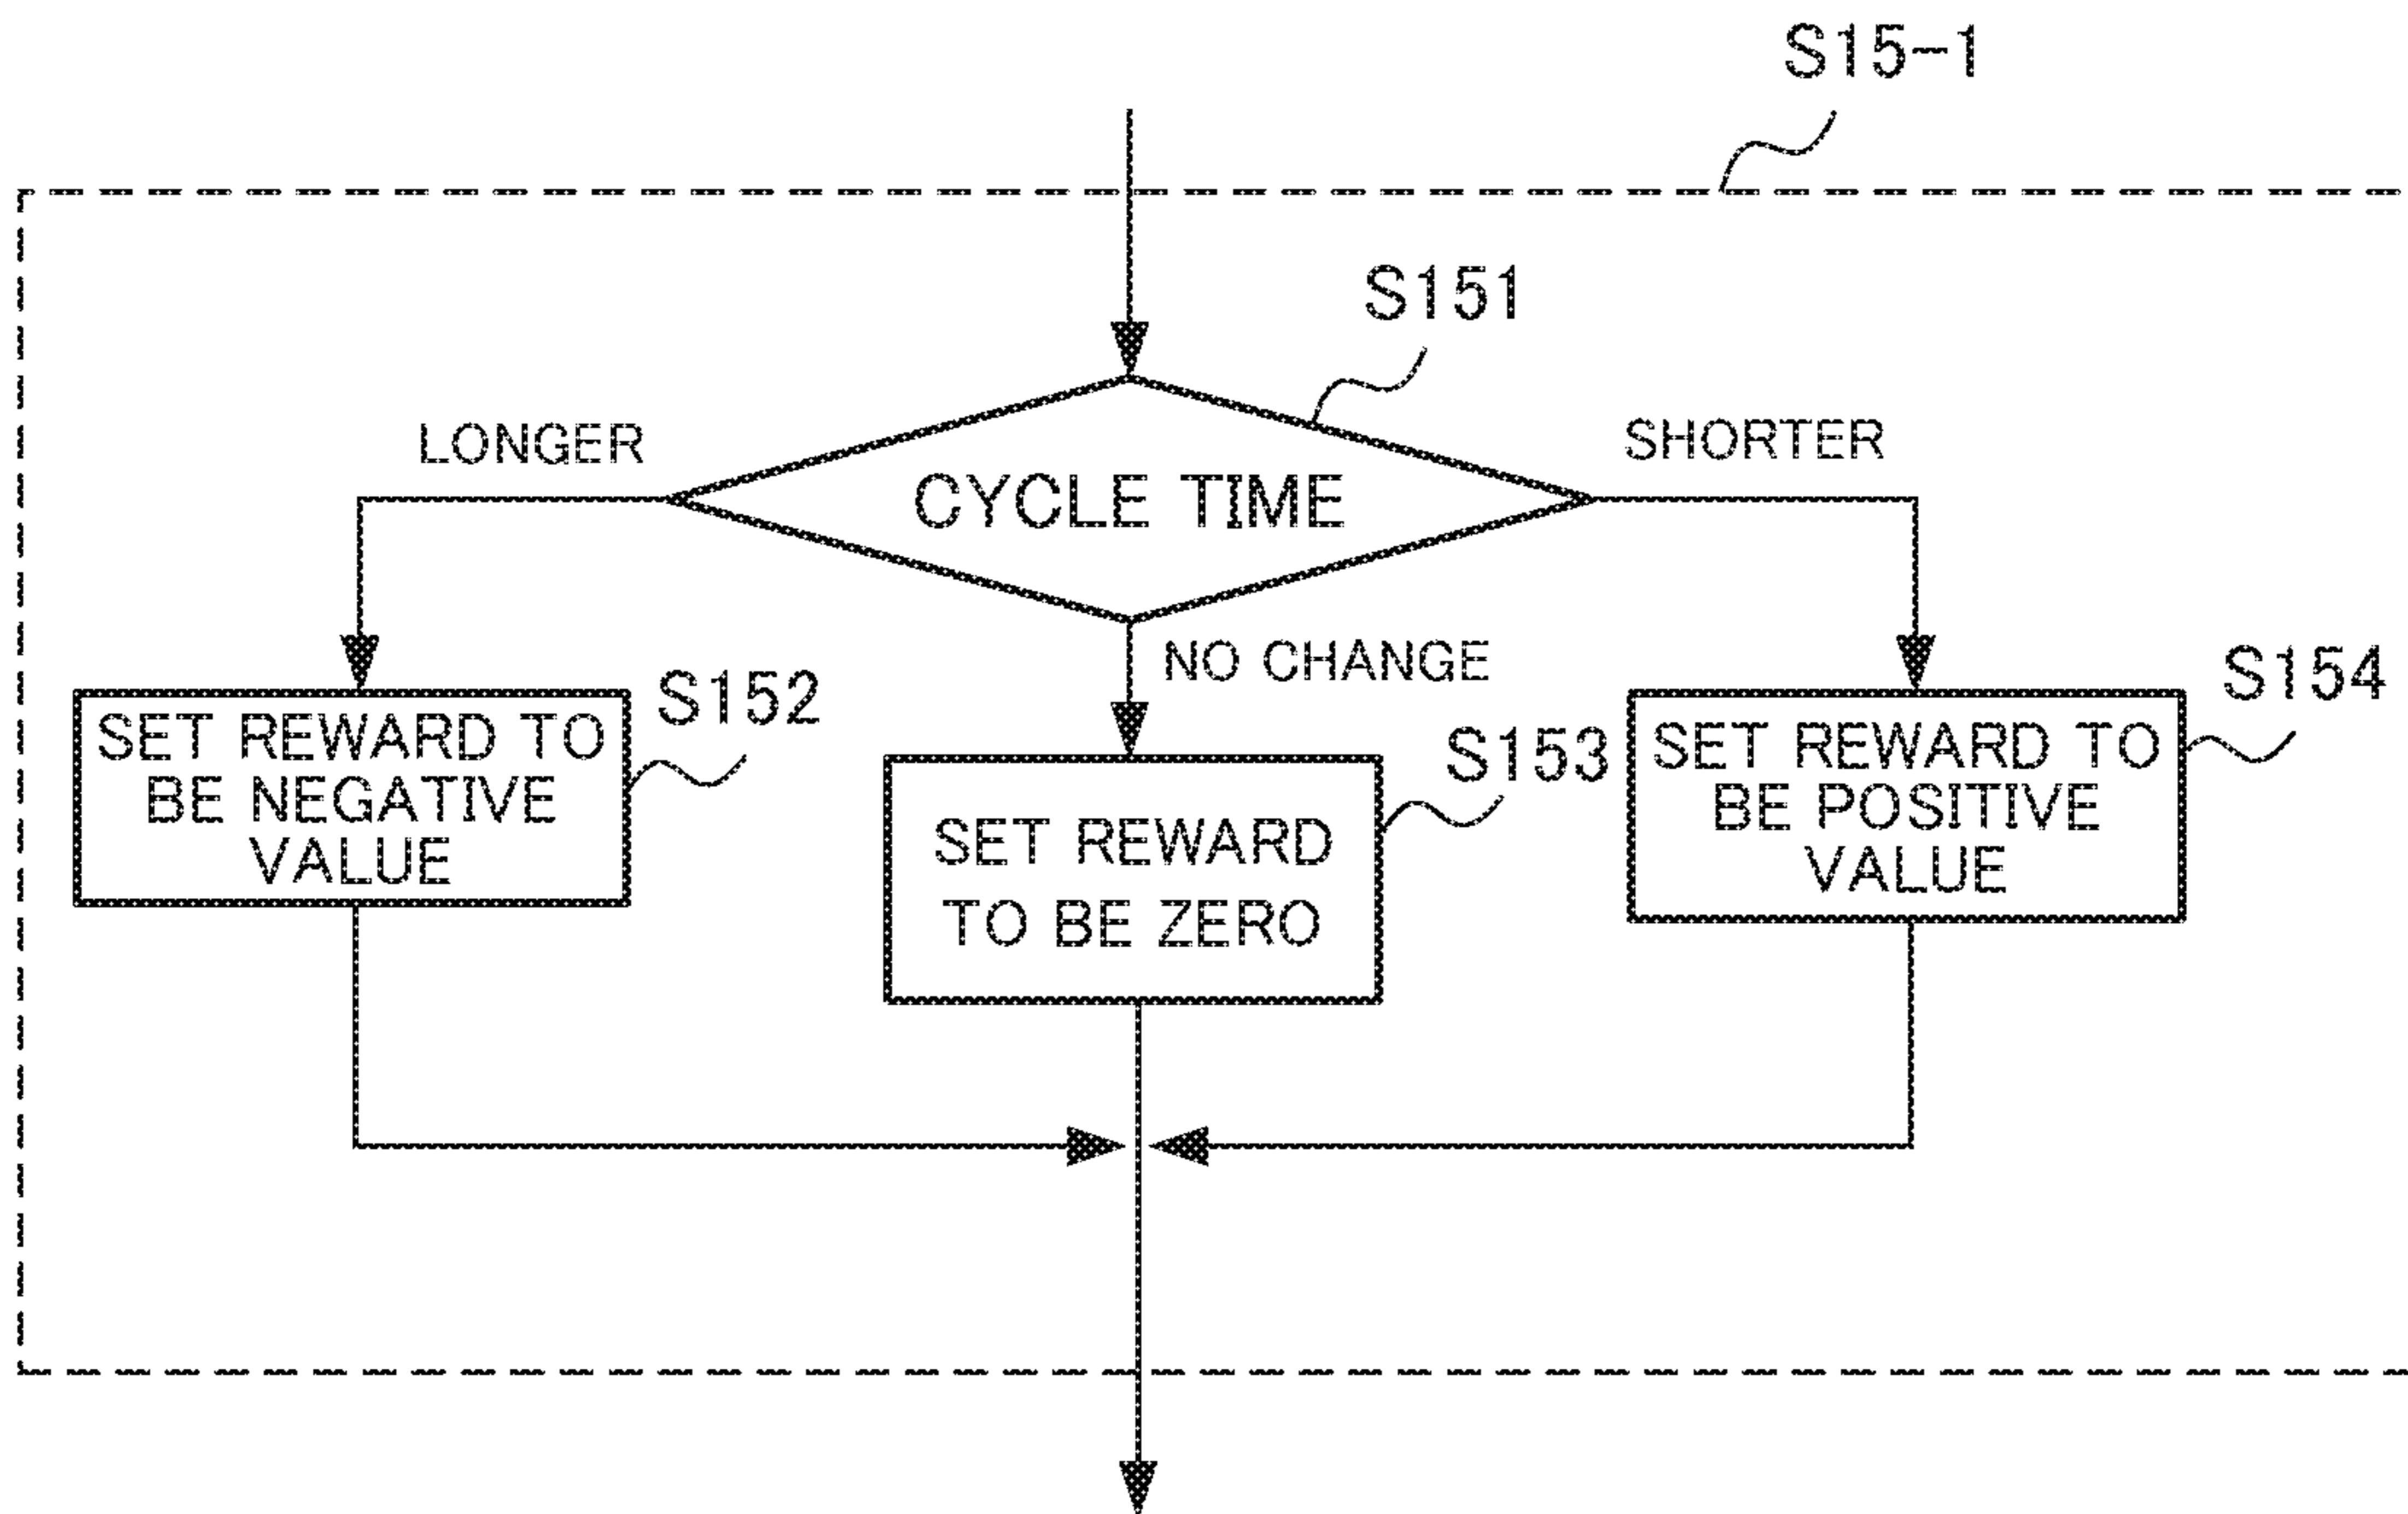 S15-1
S151
LONGER
SHORTER
CYCLE TIME
NO CHANGE
S152
S154
SET REWARD TO
BE NEGATIVE
VALUE
S153
SET REWARD
TO BE ZERO
SET REWARD TO
BE POSITIVE
VALUE